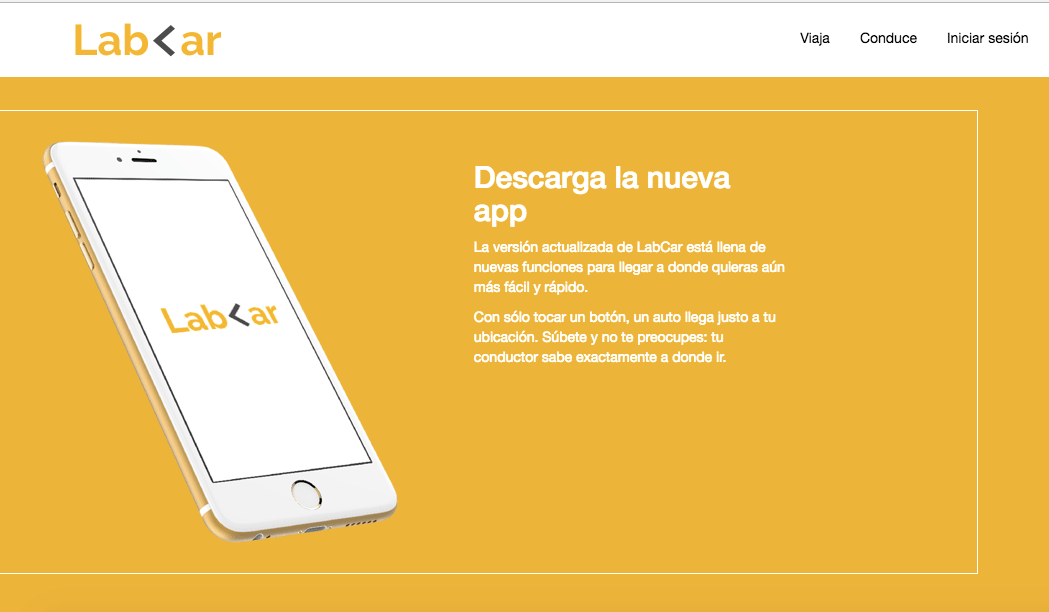 Lab<ar
Viaja
Conduce
Iniciar sesión
Descarga la nueva
app
La versión actualizada de LabCar está llena de
nuevas funciones para llegar a donde quieras aún
más fácil y rápido.
Con sólo tocar un botón, un auto llega justo a tu
ubicación. Súbete y no te preocupes: tu
conductor sabe exactamente a donde ir.
Lab<ar